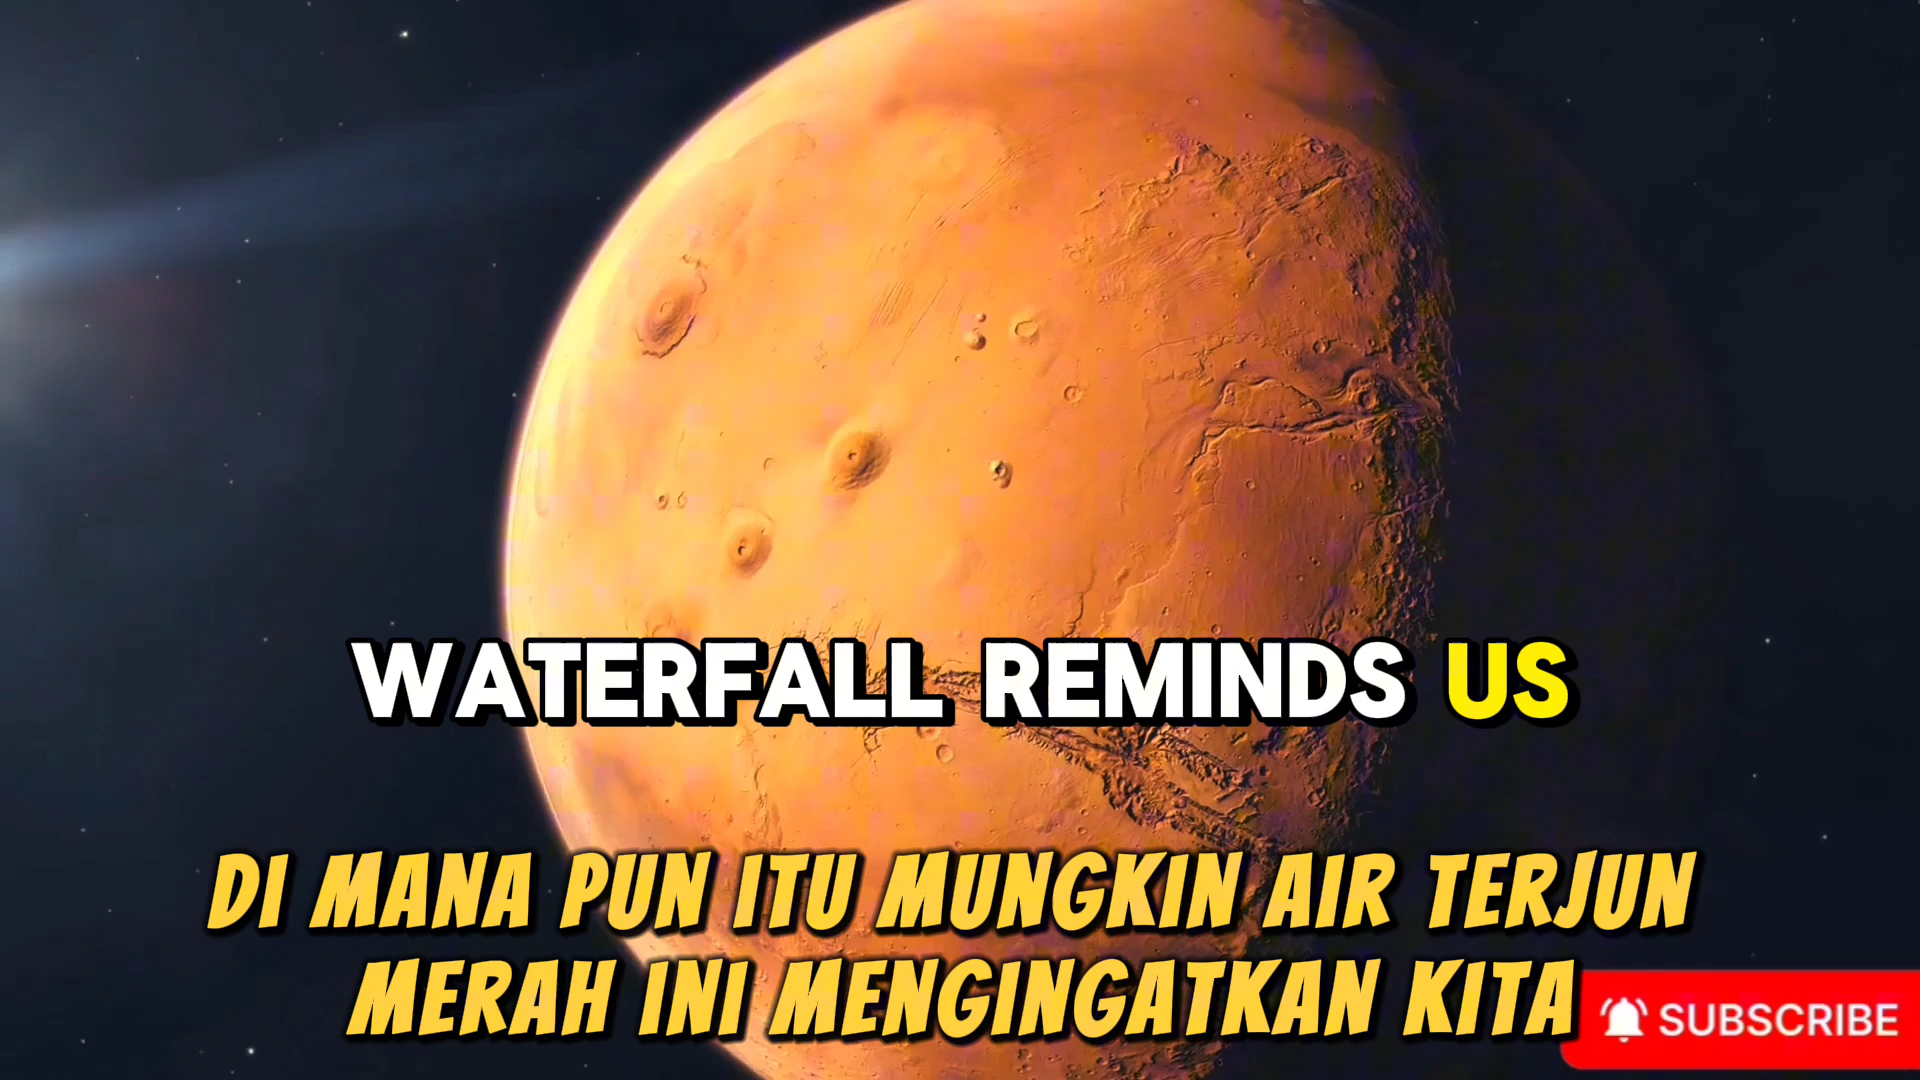 WATERFALL REMINDS US
DI MANA PUN ITU MUNGKIN AIR TERJUN
MERAH INI MENGINGATKAN KITA
SUBSCRIBE